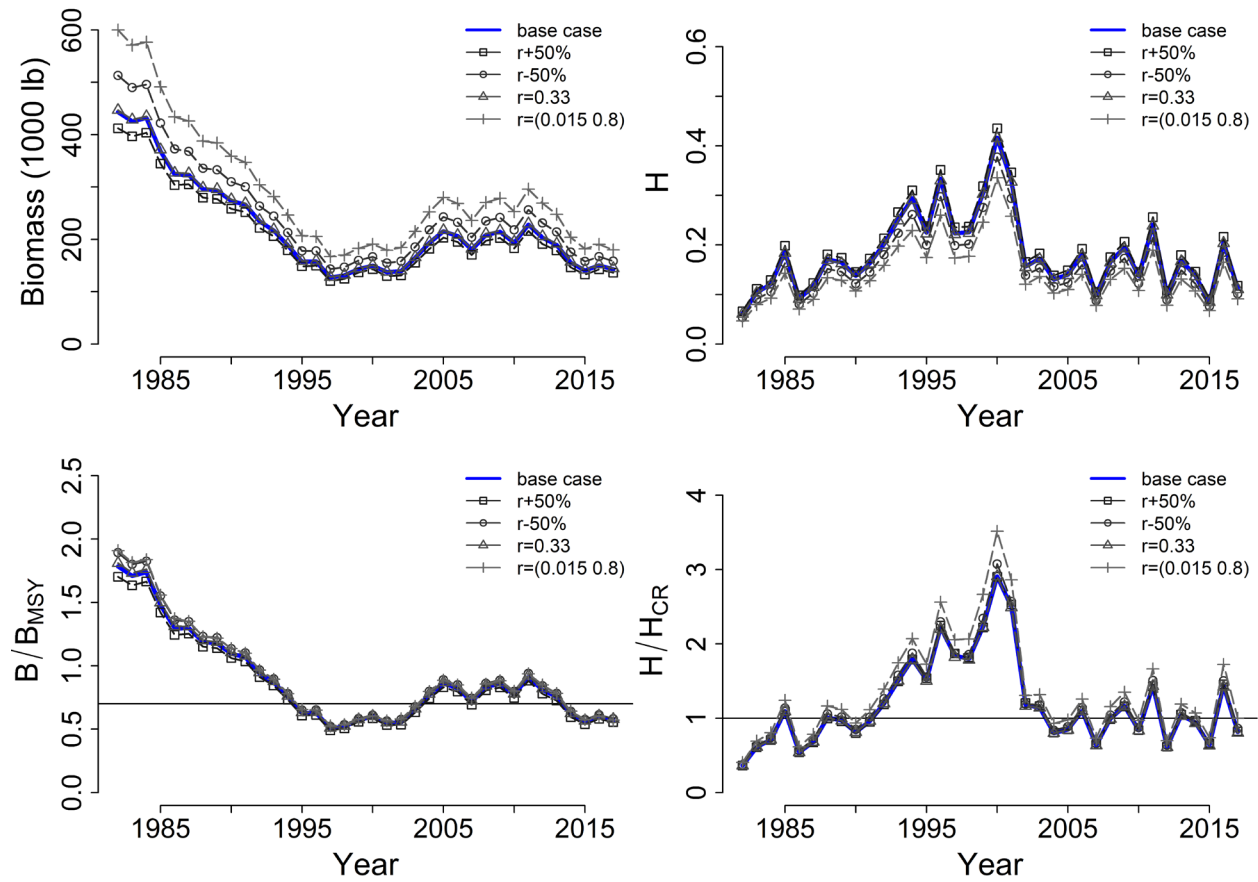 Biomass (1000 lb)
600
400
200
0
base case
r+50%
r-50%
r=0.33
r=(0.015 0.8)
1985 1995 2005 2015
Year
H
0.6
0.4
0.2
0.0
base case
r+50%
r-50%
r=0.33
r=(0.015 0.8)
1985 1995 2005 2015
Year
B/BMSY
2.5
2.0
1.5
1.0
0.5
0.0
base case
r+50%
r-50%
r=0.33
r=(0.015 0.8)
1985 1995 2005 2015
Year
H/HCR
4
3
2
1
0
base case
r+50%
r-50%
r=0.33
r=(0.015 0.8)
1985 1995 2005 2015
Year